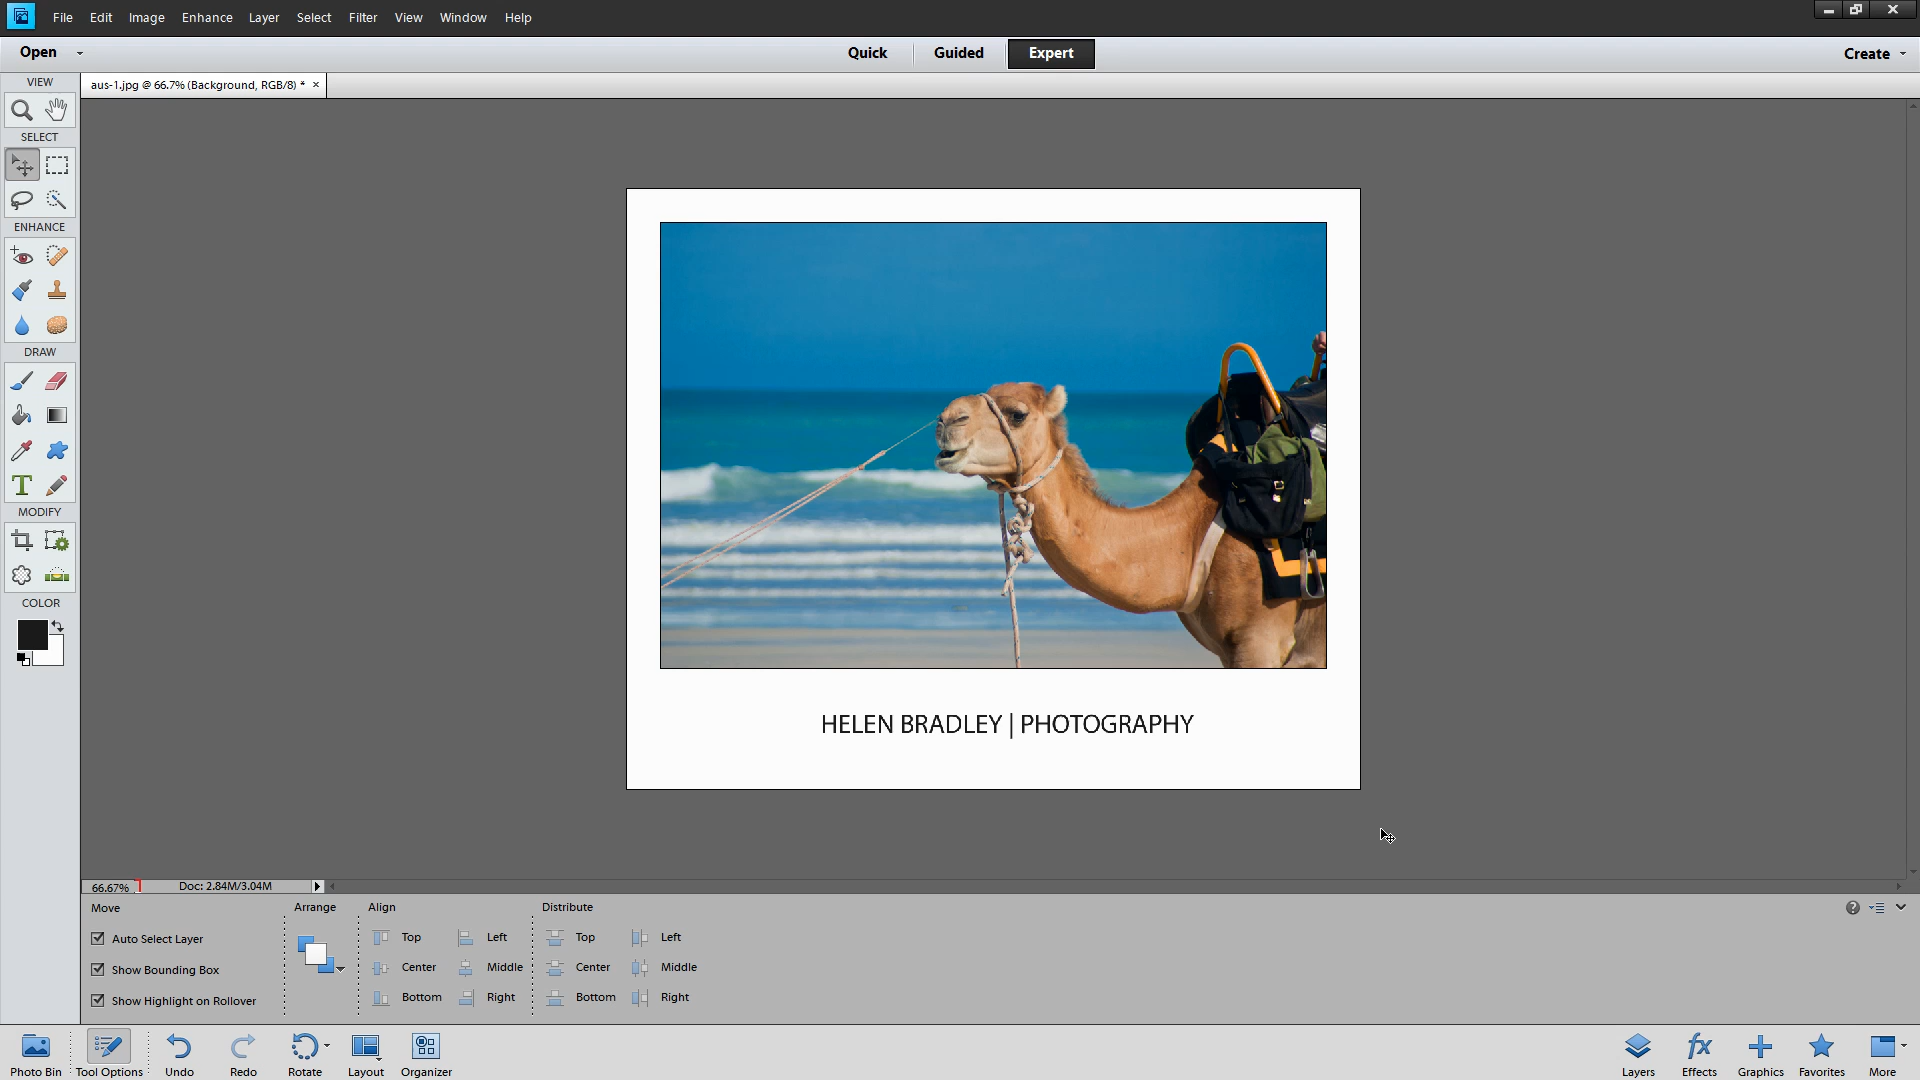 File Edit Image Enhance Layer Select Filter View Window Help
Open Quick Guided Expert Create
aus-1.jpg @ 66.7% (Background, RGB/8) * ×
VIEW
SELECT
ENHANCE
DRAW
T
MODIFY
COLOR
HELEN BRADLEY | PHOTOGRAPHY
66.67% Doc: 2.84M/3.04M
Move Arrange Align Distribute
Auto Select Layer Top Left Top Left
Show Bounding Box Center Middle Center Middle
Show Highlight on Rollover Bottom Right Bottom Right
fx
Photo Bin Tool Options Undo Redo Rotate Layout Organizer Layers Effects Graphics Favorites More